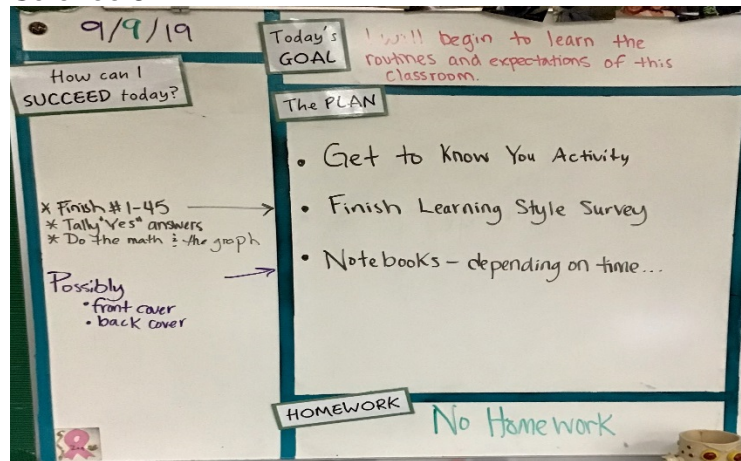 9/9/19
Today's
GOAL
I will begin to learn the
routines and expectations of this
classroom.
How can I
SUCCEED today?
* Finish #1-45
* Tally "Yes" answers
* Do the math & the graph
Possibly
• front cover
• back cover
The PLAN
• Get to Know You Activity
• Finish Learning Style Survey
• Notebooks - depending on time...
HOMEWORK
No Homework